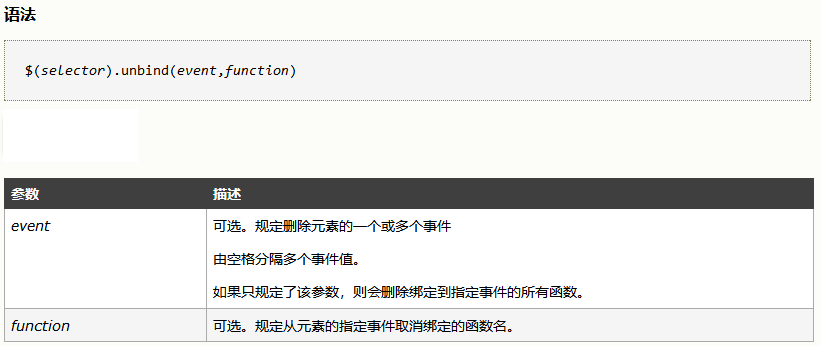 语法
$(selector).unbind(event,function)
参数 描述
event 可选。规定删除元素的一个或多个事件
由空格分隔多个事件值。
如果只规定了该参数，则会删除绑定到指定事件的所有函数。
function 可选。规定从元素的指定事件取消绑定的函数名。